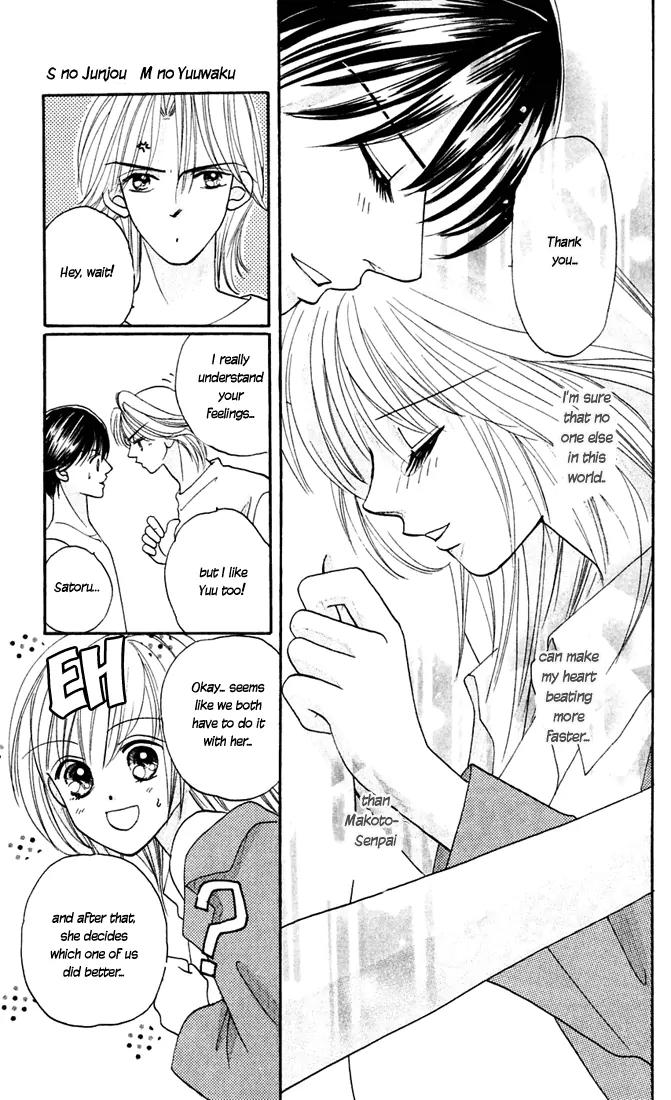 S no Junjou M no Yuuwaku
Thank
you...
I'm sure
that no
one else
in this
world..
can make
my heart
beating
more
faster...
than
Makoto-
Senpai
Hey, wait!
I really
understand
your
feelings...
but I like
Yuu too!
Satoru...
EH
?
Okay... seems
like we both
have to do it
with her..
and after that,
she decides
which one of us
did better...